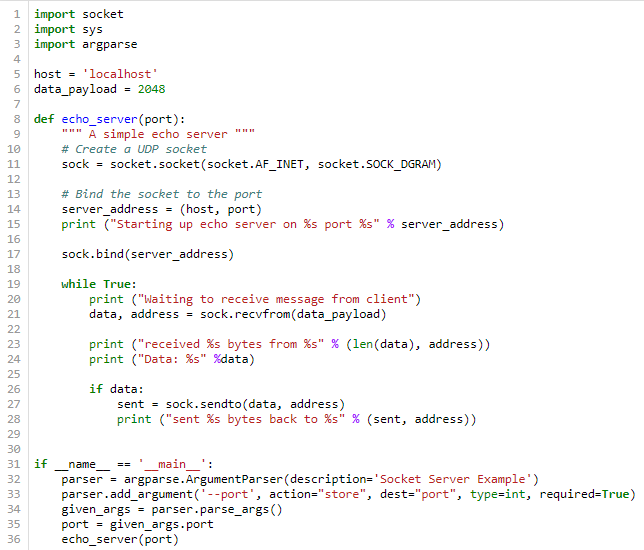 1 import socket
2 import sys
3 import argparse
4
5 host = 'localhost'
6 data_payload = 2048
7
8 def echo_server(port):
9     """ A simple echo server """
10     # Create a UDP socket
11     sock = socket.socket(socket.AF_INET, socket.SOCK_DGRAM)
12
13     # Bind the socket to the port
14     server_address = (host, port)
15     print ("Starting up echo server on %s port %s" % server_address)
16
17     sock.bind(server_address)
18
19     while True:
20         print ("Waiting to receive message from client")
21         data, address = sock.recvfrom(data_payload)
22
23         print ("received %s bytes from %s" % (len(data), address))
24         print ("Data: %s" %data)
25
26         if data:
27             sent = sock.sendto(data, address)
28             print ("sent %s bytes back to %s" % (sent, address))
29
30
31 if __name__ == '__main__':
32     parser = argparse.ArgumentParser(description='Socket Server Example')
33     parser.add_argument('--port', action="store", dest="port", type=int, required=True)
34     given_args = parser.parse_args()
35     port = given_args.port
36     echo_server(port)